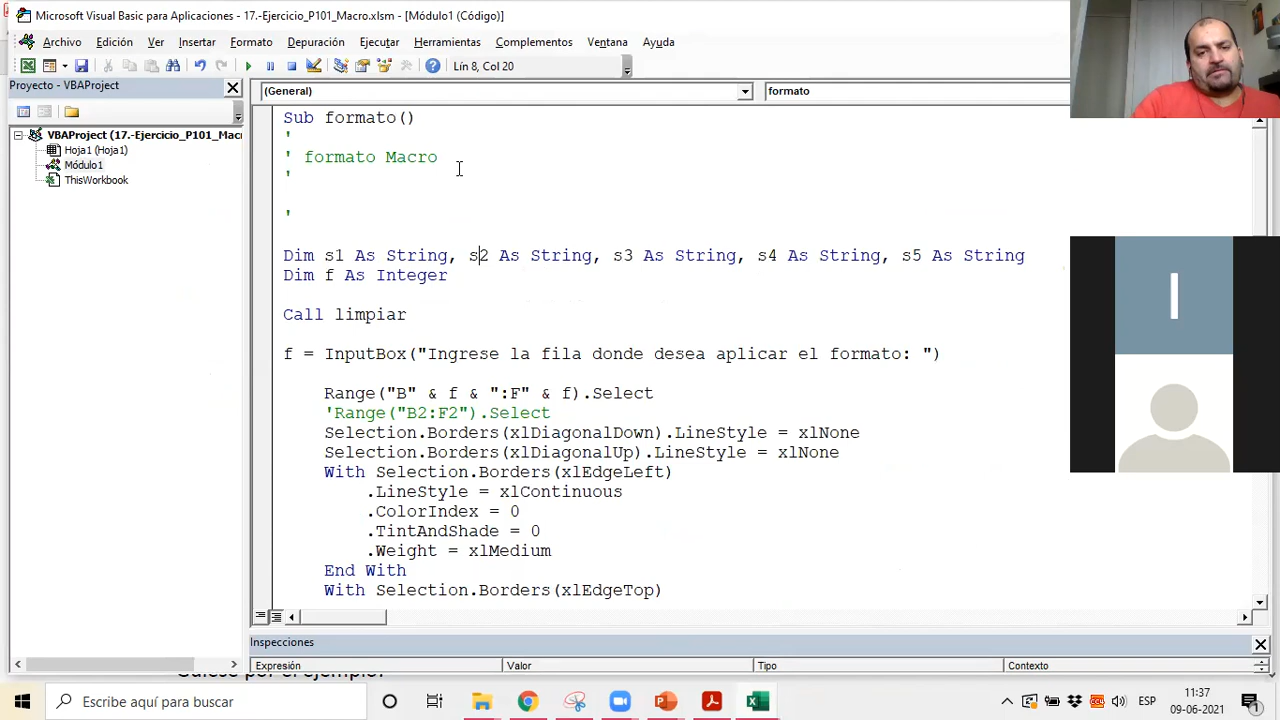 Microsoft Visual Basic para Aplicaciones - 17.-Ejercicio_P101_Macro.xlsm - [Módulo1 (Código)]
Archivo Edición Ver Insertar Formato Depuración Ejecutar Herramientas Complementos Ventana Ayuda
Lín 8, Col 20
Proyecto - VBAProject
(General)
formato
VBAProject (17.-Ejercicio_P101_Macr
Hoja1 (Hoja1)
Módulo1
ThisWorkbook
Sub formato()
'
' formato Macro
'
'
Dim s1 As String, s2 As String, s3 As String, s4 As String, s5 As String
Dim f As Integer
Call limpiar
f = InputBox("Ingrese la fila donde desea aplicar el formato: ")
Range("B" & f & ":F" & f).Select
'Range("B2:F2").Select
Selection.Borders(xlDiagonalDown).LineStyle = xlNone
Selection.Borders(xlDiagonalUp).LineStyle = xlNone
With Selection.Borders(xlEdgeLeft)
.LineStyle = xlContinuous
.ColorIndex = 0
.TintAndShade = 0
.Weight = xlMedium
End With
With Selection.Borders(xlEdgeTop)
Inspecciones
Expresión Valor Tipo Contexto
por el ejemplo:
Escribe aquí para buscar
ESP
11:37
09-06-2021
I